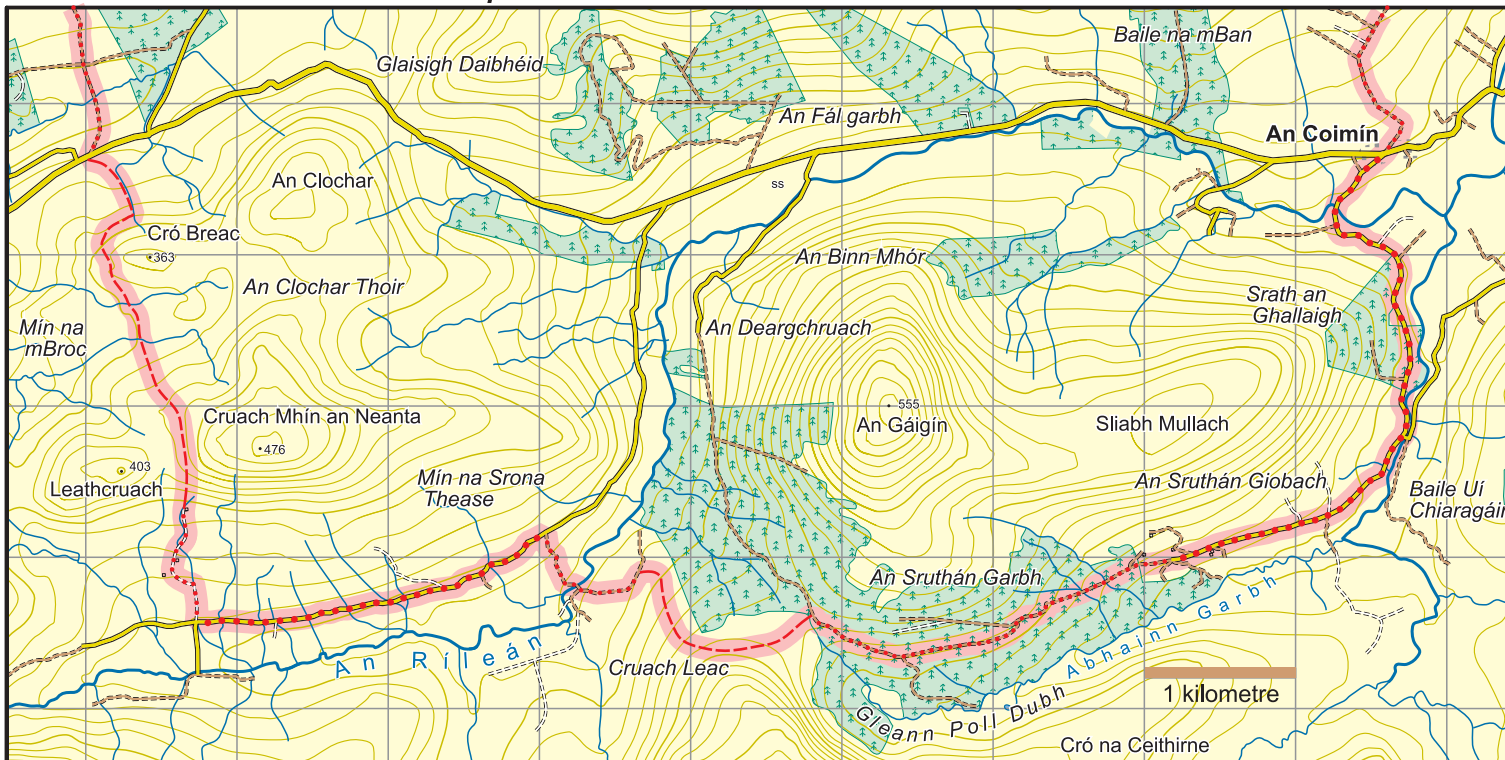 Baile na mBan
Glaisigh Daibhéid
An Fál garbh
An Coimín
An Clochar
ss
Cró Breac
363
An Binn Mhór
An Clochar Thoir
Srath an
Ghallaigh
Mín na
mBroc
An Deargchruach
555
Cruach Mhín an Neanta
An Gáigín
Sliabh Mullach
476
403
Leathcruach
Mín na Srona
Thease
An Sruthán Giobach
Baile Uí
Chiaragáin
An Sruthán Garbh
Abhainn Garbh
An Ríleán
Cruach Leac
1 kilometre
Gleann Poll Dubh
Cró na Ceithirne